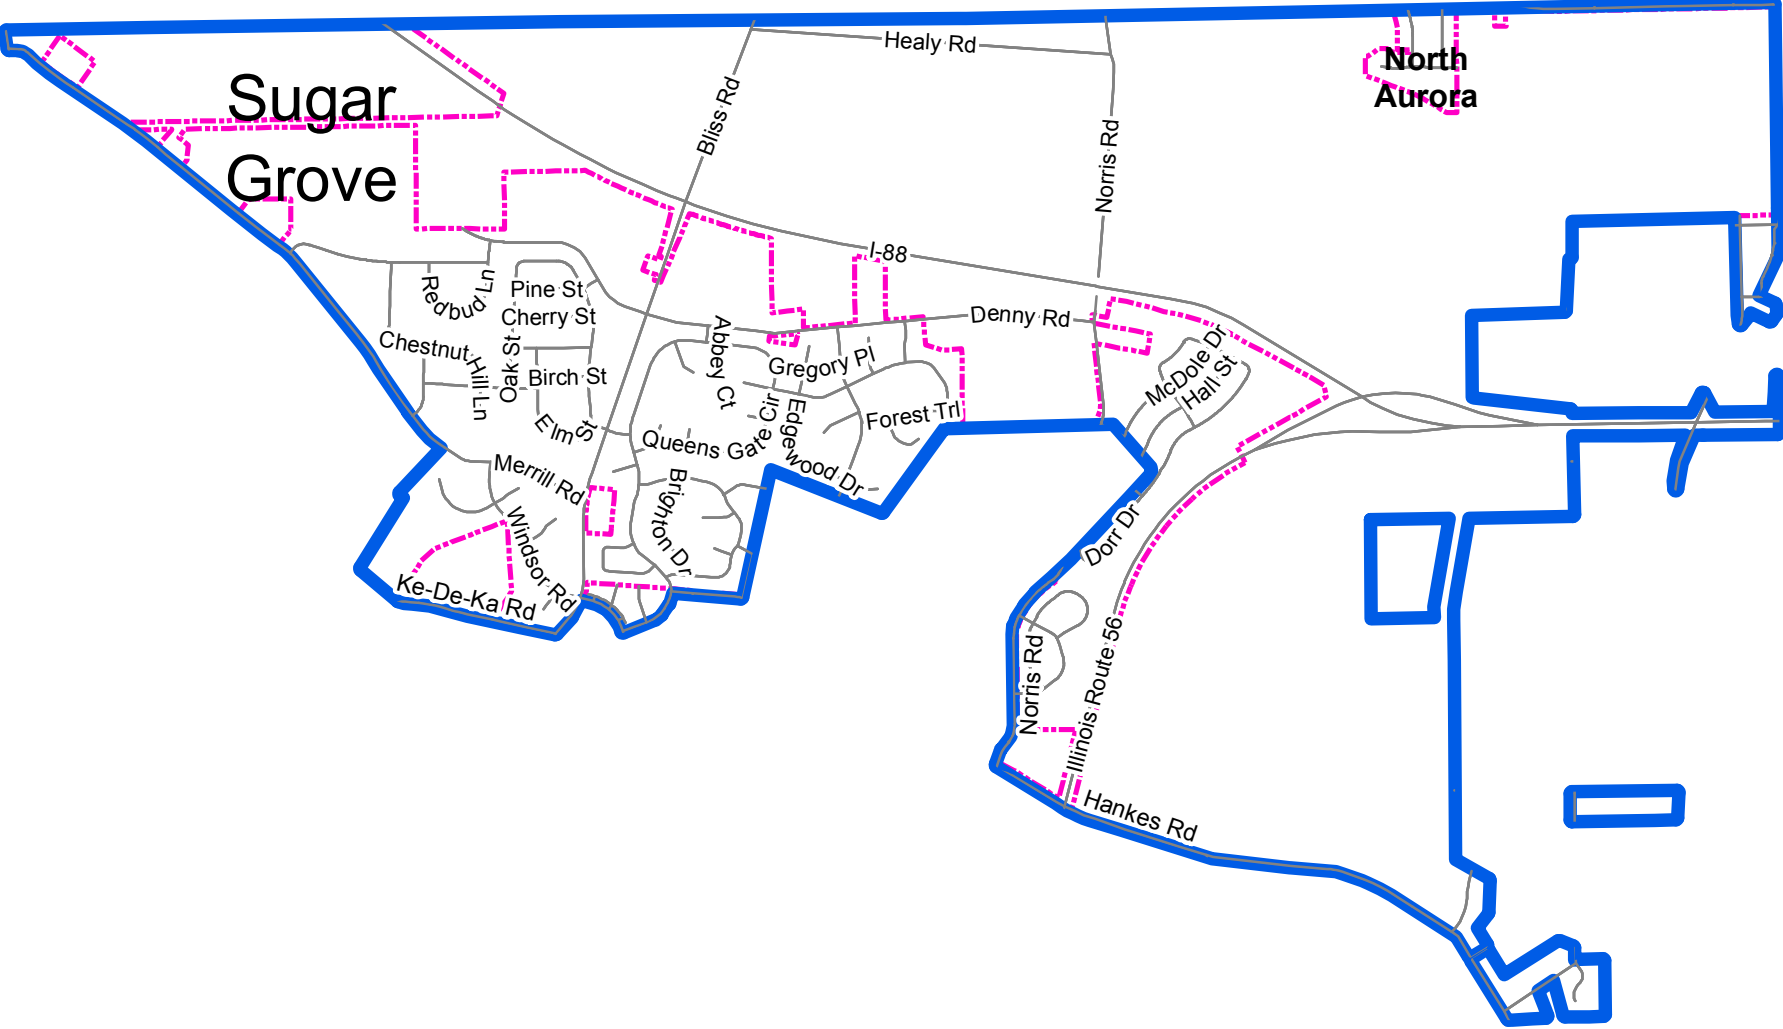 Healy Rd
North
Aurora
Sugar
Grove
Bliss Rd
Norris Rd
I-88
Redbud Ln
Pine St
Cherry St
Denny Rd
Chestnut Hill Ln
Oak St
Birch St
Abbey Ct
Gregory Pl
McDole Dr
Hall St
Elm St
Queens Gate Cir
Edgewood Dr
Forest Trl
Merrill Rd
Brighton Dr
Windsor Rd
Dorr Dr
Ke-De-Ka Rd
Norris Rd
Illinois Route 56
Hankes Rd